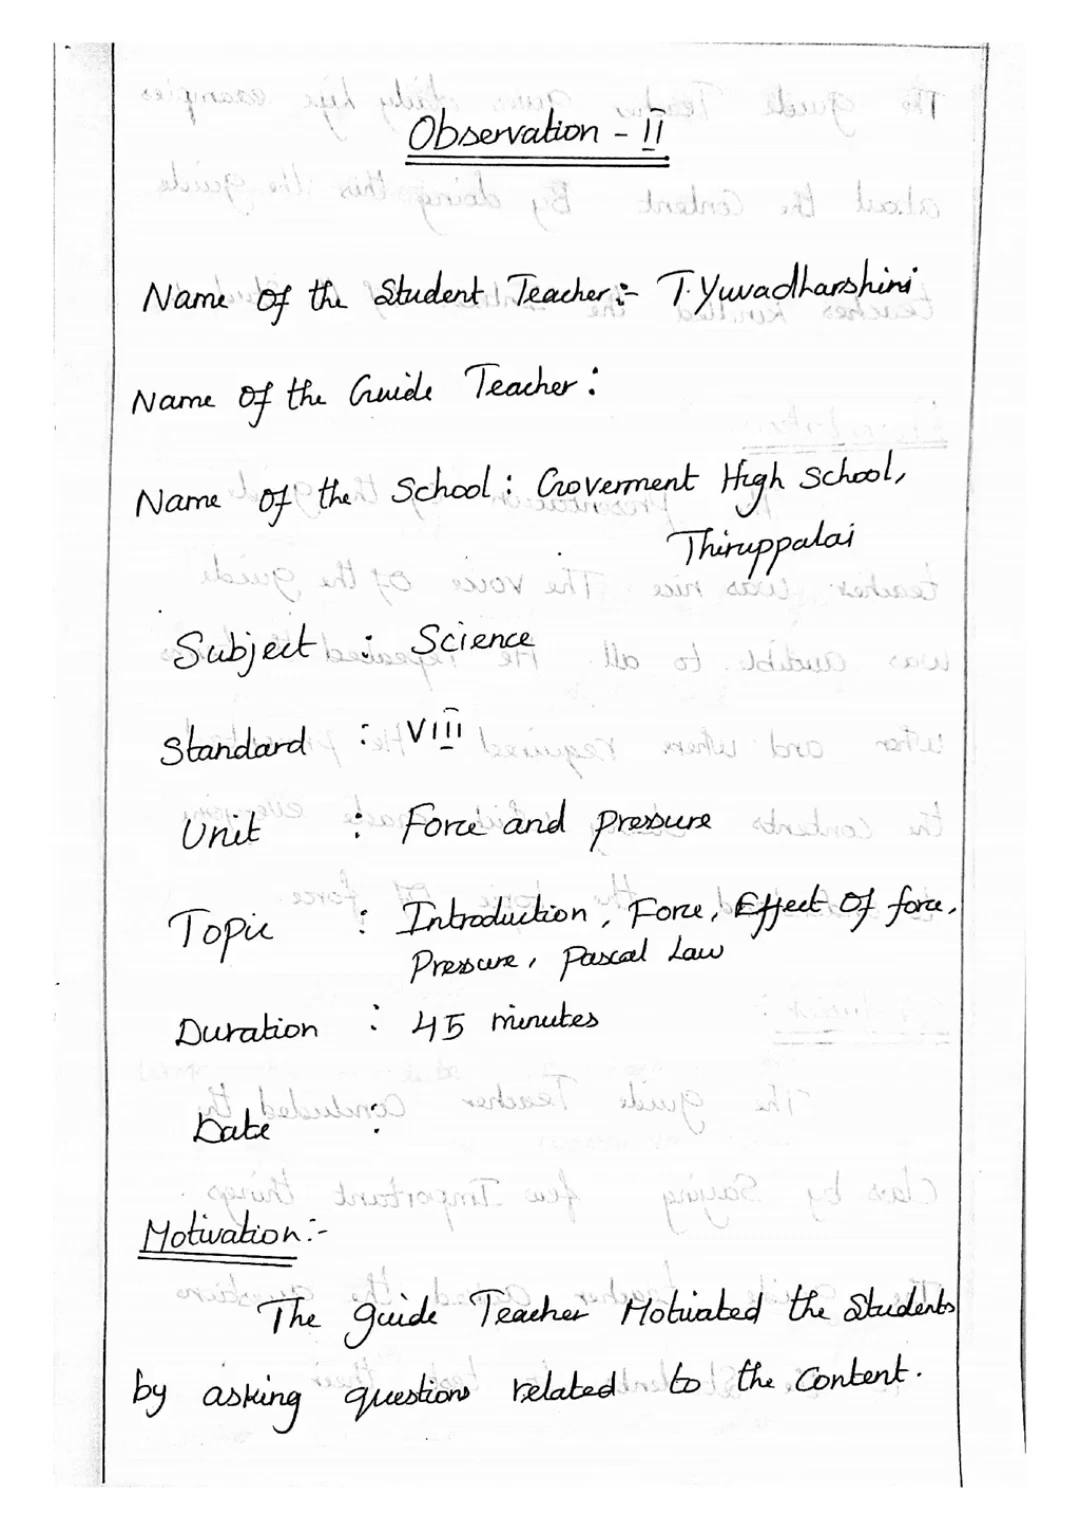 Observation - II
Name of the Student Teacher :- T. Yuvadharshini
Name of the Guide Teacher :
Name of the School : Goverment High School,
Thiruppalai
Subject : Science
Standard : VIII
Unit : Force and pressure
Topic : Introduction, Force, Effect of force,
Pressure, Pascal Law
Duration : 45 minutes
Date :
Motivation :-
The guide Teacher Motiated the Students
by asking questions related to the content.